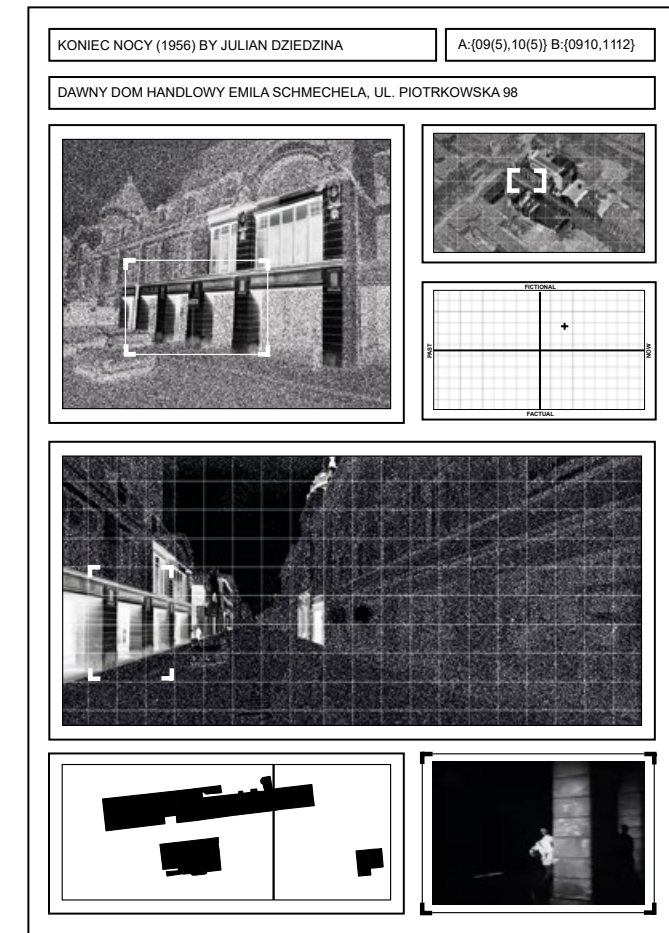 KONIEC NOCY (1956) BY JULIAN DZIEDZINA
A:{09(5),10(5)} B:{0910,1112}
DAWNY DOM HANDLOWY EMILA SCHMECHELA, UL. PIOTRKOWSKA 98
FICTIONAL
PAST
NOW
FACTUAL